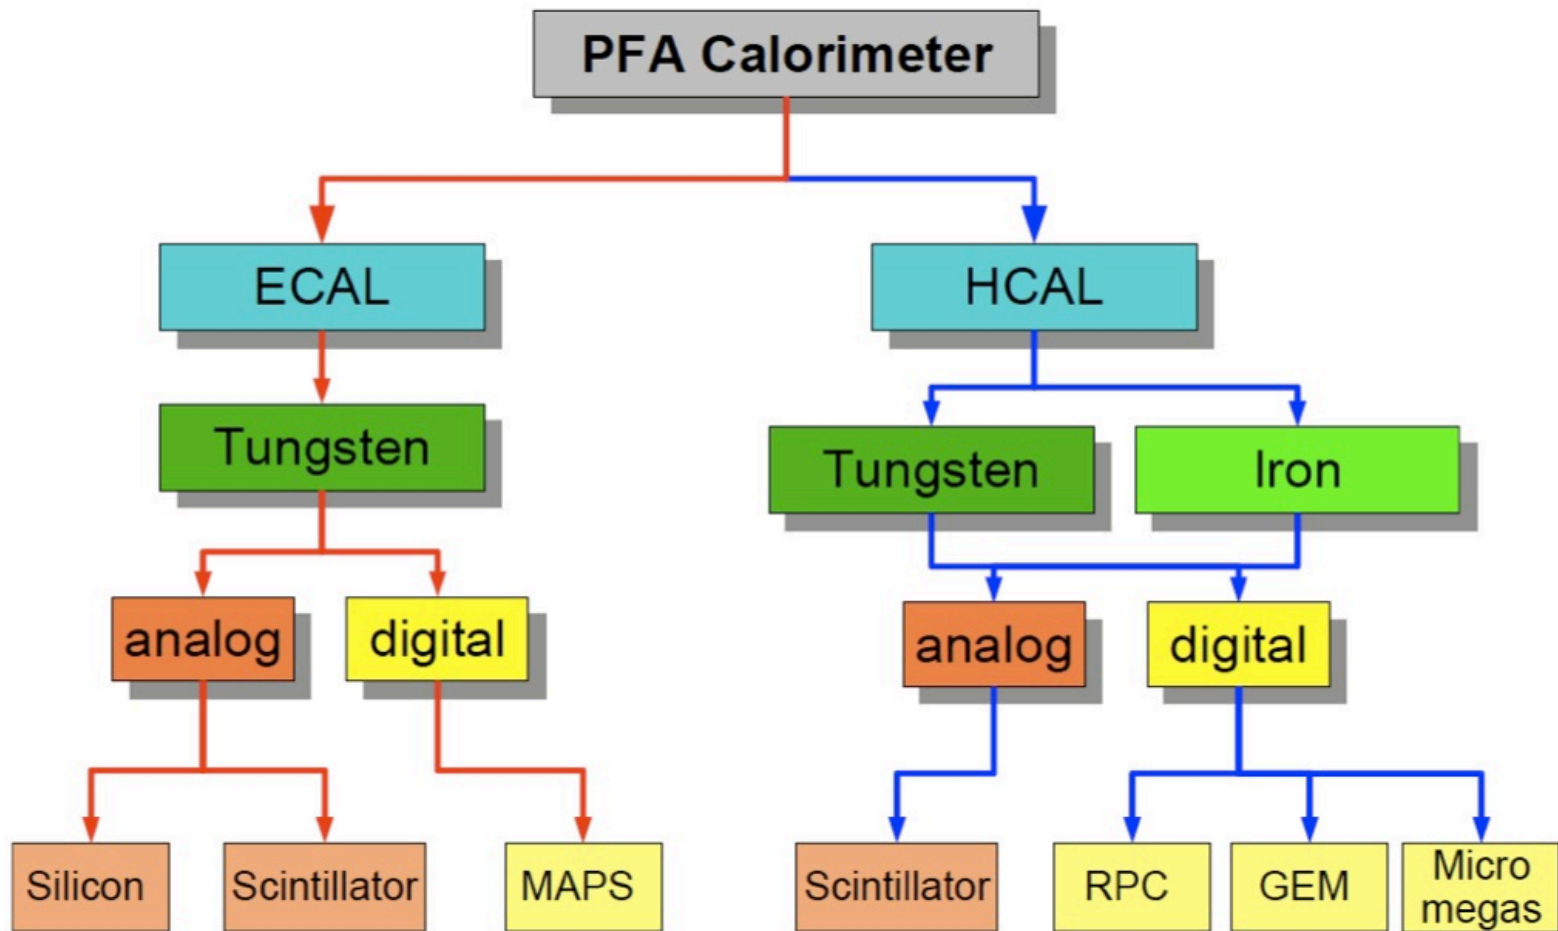 PFA Calorimeter
ECAL
HCAL
Tungsten
Tungsten
Iron
analog
digital
analog
digital
Silicon
Scintillator
MAPS
Scintillator
RPC
GEM
Micro
megas